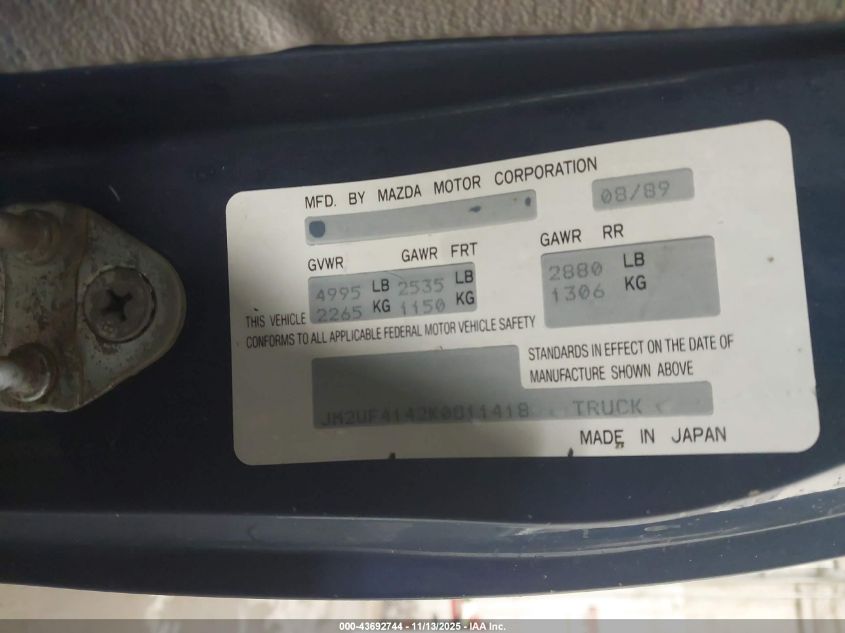 MFD. BY MAZDA MOTOR CORPORATION 08/89
GVWR GAWR FRT GAWR RR
4995 LB 2535 LB 2880 LB
2265 KG 1150 KG 1306 KG
THIS VEHICLE
CONFORMS TO ALL APPLICABLE FEDERAL MOTOR VEHICLE SAFETY
STANDARDS IN EFFECT ON THE DATE OF
MANUFACTURE SHOWN ABOVE
JM2UF4142K0811418 TRUCK
MADE IN JAPAN
000-43692744 - 11/13/2025 - IAA Inc.